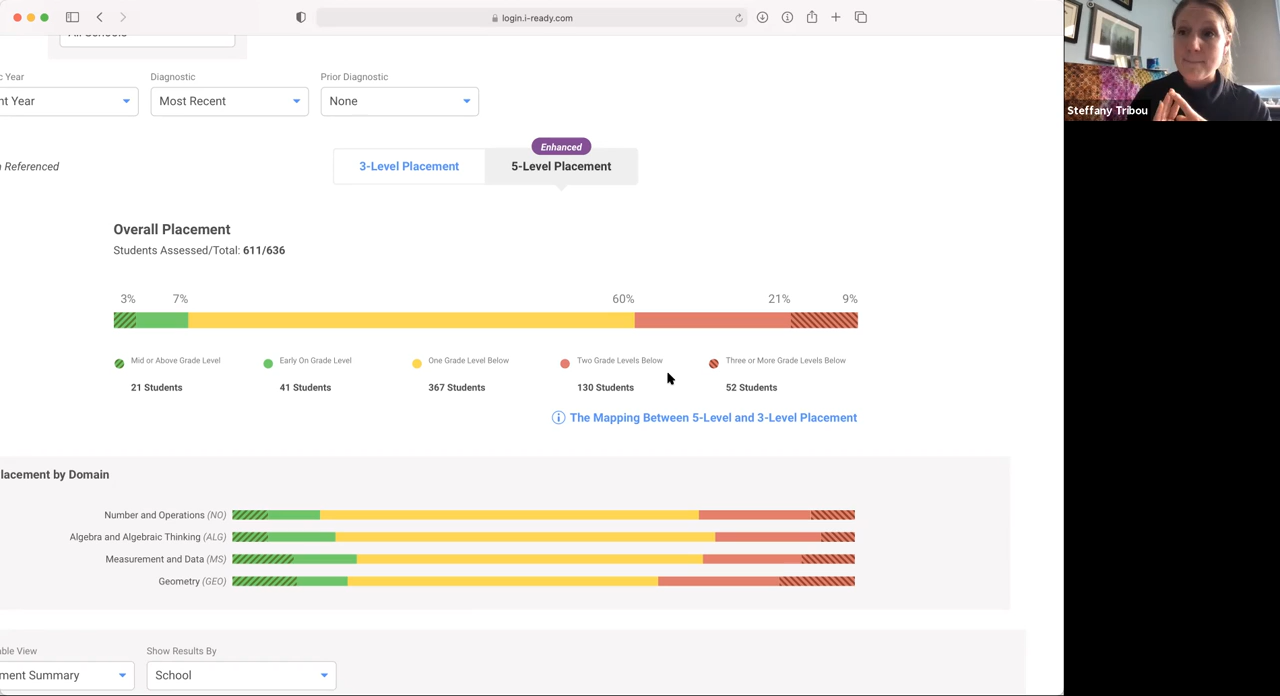 login.i-ready.com
All Schools
c Year
Diagnostic
Prior Diagnostic
nt Year
Most Recent
None
Enhanced
Referenced
3-Level Placement
5-Level Placement
Overall Placement
Students Assessed/Total: 611/636
3%
7%
60%
21%
9%
Mid or Above Grade Level
Early On Grade Level
One Grade Level Below
Two Grade Levels Below
Three or More Grade Levels Below
21 Students
41 Students
367 Students
130 Students
52 Students
The Mapping Between 5-Level and 3-Level Placement
lacement by Domain
Number and Operations (NO)
Algebra and Algebraic Thinking (ALG)
Measurement and Data (MS)
Geometry (GEO)
able View
Show Results By
ment Summary
School
Steffany Tribou